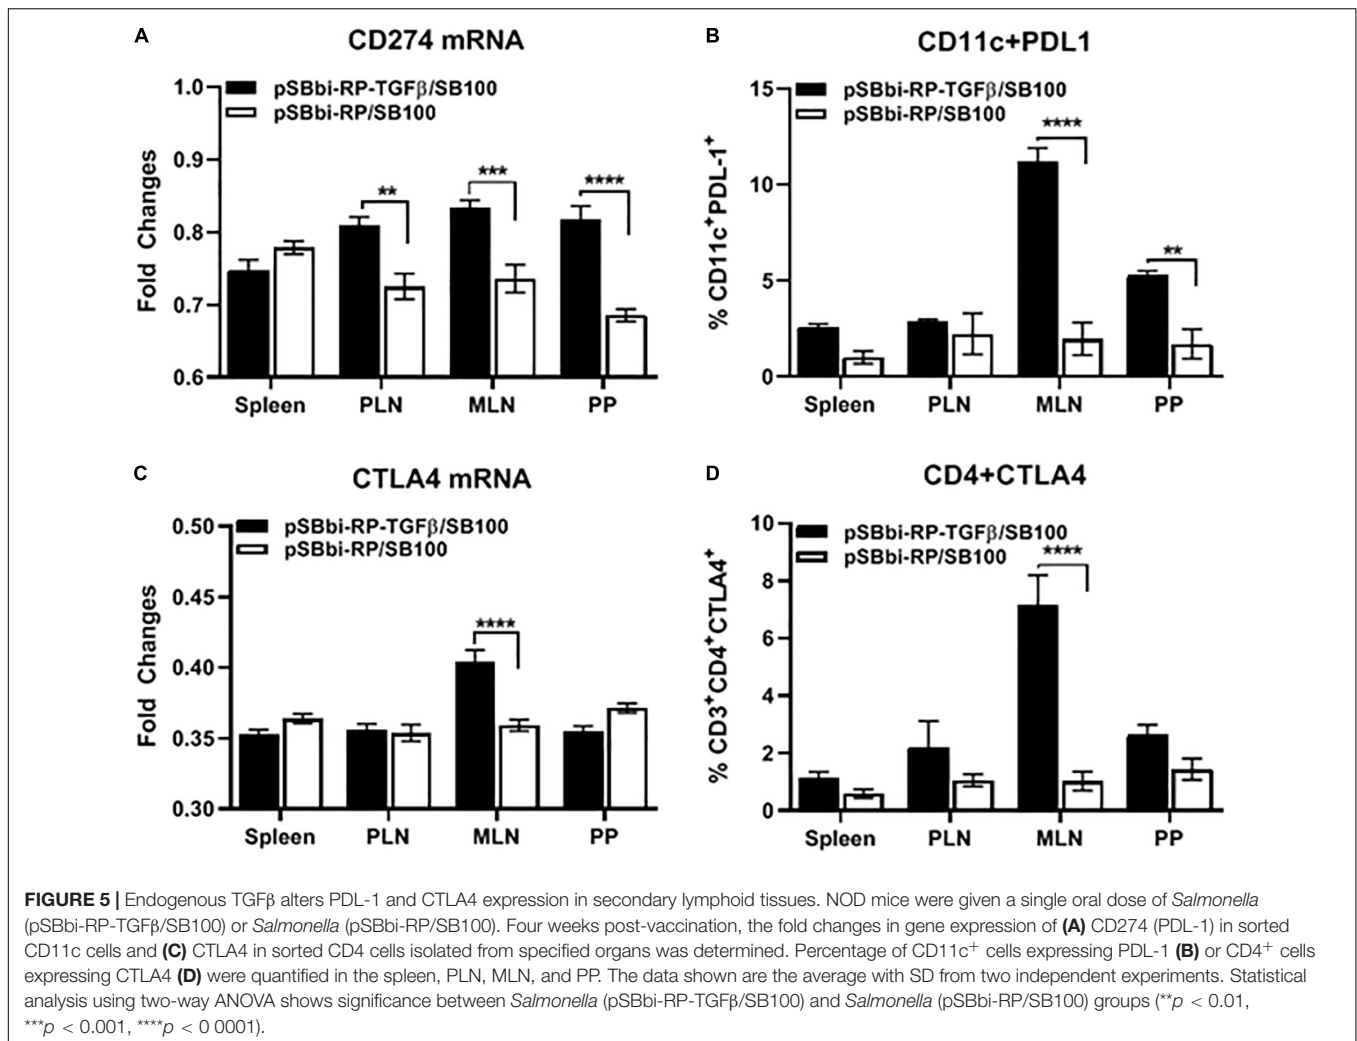 A
CD274 mRNA
pSBbi-RP-TGFβ/SB100
pSBbi-RP/SB100
Fold Changes
1.0
0.9
0.8
0.7
0.6
**
***
****
Spleen PLN MLN PP
B
CD11c+PDL1
pSBbi-RP-TGFβ/SB100
pSBbi-RP/SB100
% CD11c⁺PDL-1⁺
15
10
5
0
****
**
Spleen PLN MLN PP
C
CTLA4 mRNA
pSBbi-RP-TGFβ/SB100
pSBbi-RP/SB100
Fold Changes
0.50
0.45
0.40
0.35
0.30
****
Spleen PLN MLN PP
D
CD4+CTLA4
pSBbi-RP-TGFβ/SB100
pSBbi-RP/SB100
% CD3⁺CD4⁺CTLA4⁺
10
8
6
4
2
0
****
Spleen PLN MLN PP
FIGURE 5 | Endogenous TGFβ alters PDL-1 and CTLA4 expression in secondary lymphoid tissues. NOD mice were given a single oral dose of Salmonella
(pSBbi-RP-TGFβ/SB100) or Salmonella (pSBbi-RP/SB100). Four weeks post-vaccination, the fold changes in gene expression of (A) CD274 (PDL-1) in sorted
CD11c cells and (C) CTLA4 in sorted CD4 cells isolated from specified organs was determined. Percentage of CD11c⁺ cells expressing PDL-1 (B) or CD4⁺ cells
expressing CTLA4 (D) were quantified in the spleen, PLN, MLN, and PP. The data shown are the average with SD from two independent experiments. Statistical
analysis using two-way ANOVA shows significance between Salmonella (pSBbi-RP-TGFβ/SB100) and Salmonella (pSBbi-RP/SB100) groups (**p < 0.01,
***p < 0.001, ****p < 0 0001).